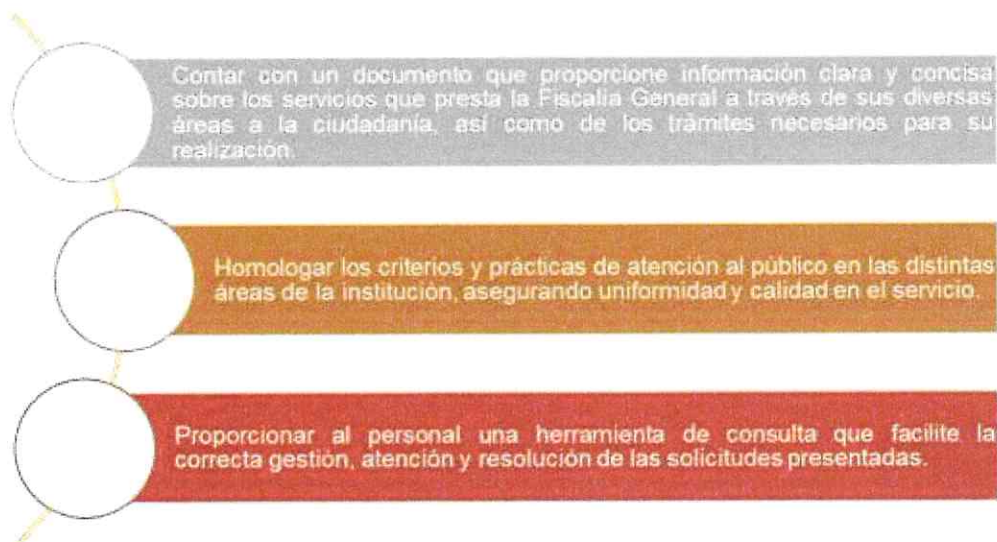 Contar con un documento que proporcione información clara y concisa
sobre los servicios que presta la Fiscalía General a través de sus diversas
áreas a la ciudadanía, así como de los trámites necesarios para su
realización.
Homologar los criterios y prácticas de atención al público en las distintas
áreas de la institución, asegurando uniformidad y calidad en el servicio.
Proporcionar al personal una herramienta de consulta que facilite la
correcta gestión, atención y resolución de las solicitudes presentadas.